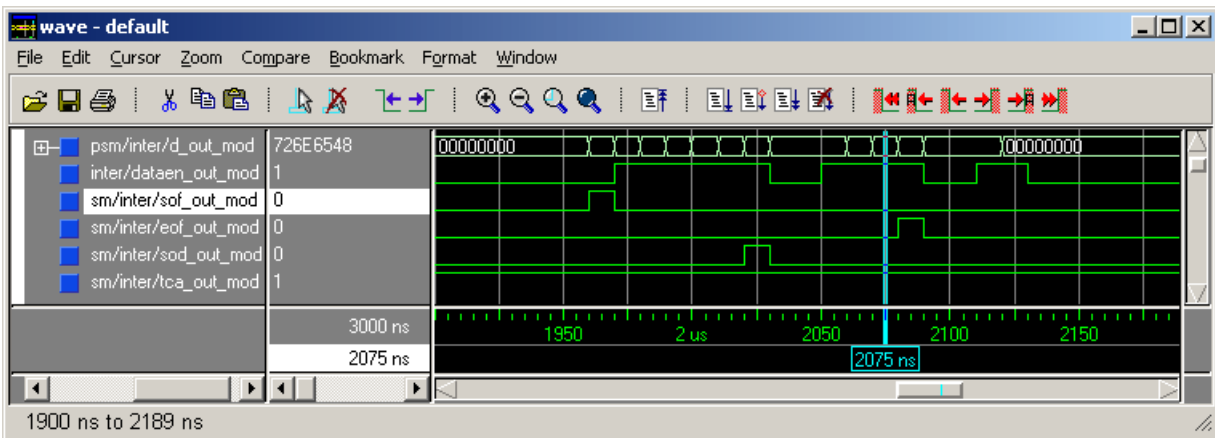 wave - default
File Edit Cursor Zoom Compare Bookmark Format Window
psm/inter/d_out_mod 726E6548 00000000 00000000
inter/dataen_out_mod 1
sm/inter/sof_out_mod 0
sm/inter/eof_out_mod 0
sm/inter/sod_out_mod 0
sm/inter/tca_out_mod 1
3000 ns 1950 2 us 2050 2100 2150
2075 ns 2075 ns
1900 ns to 2189 ns